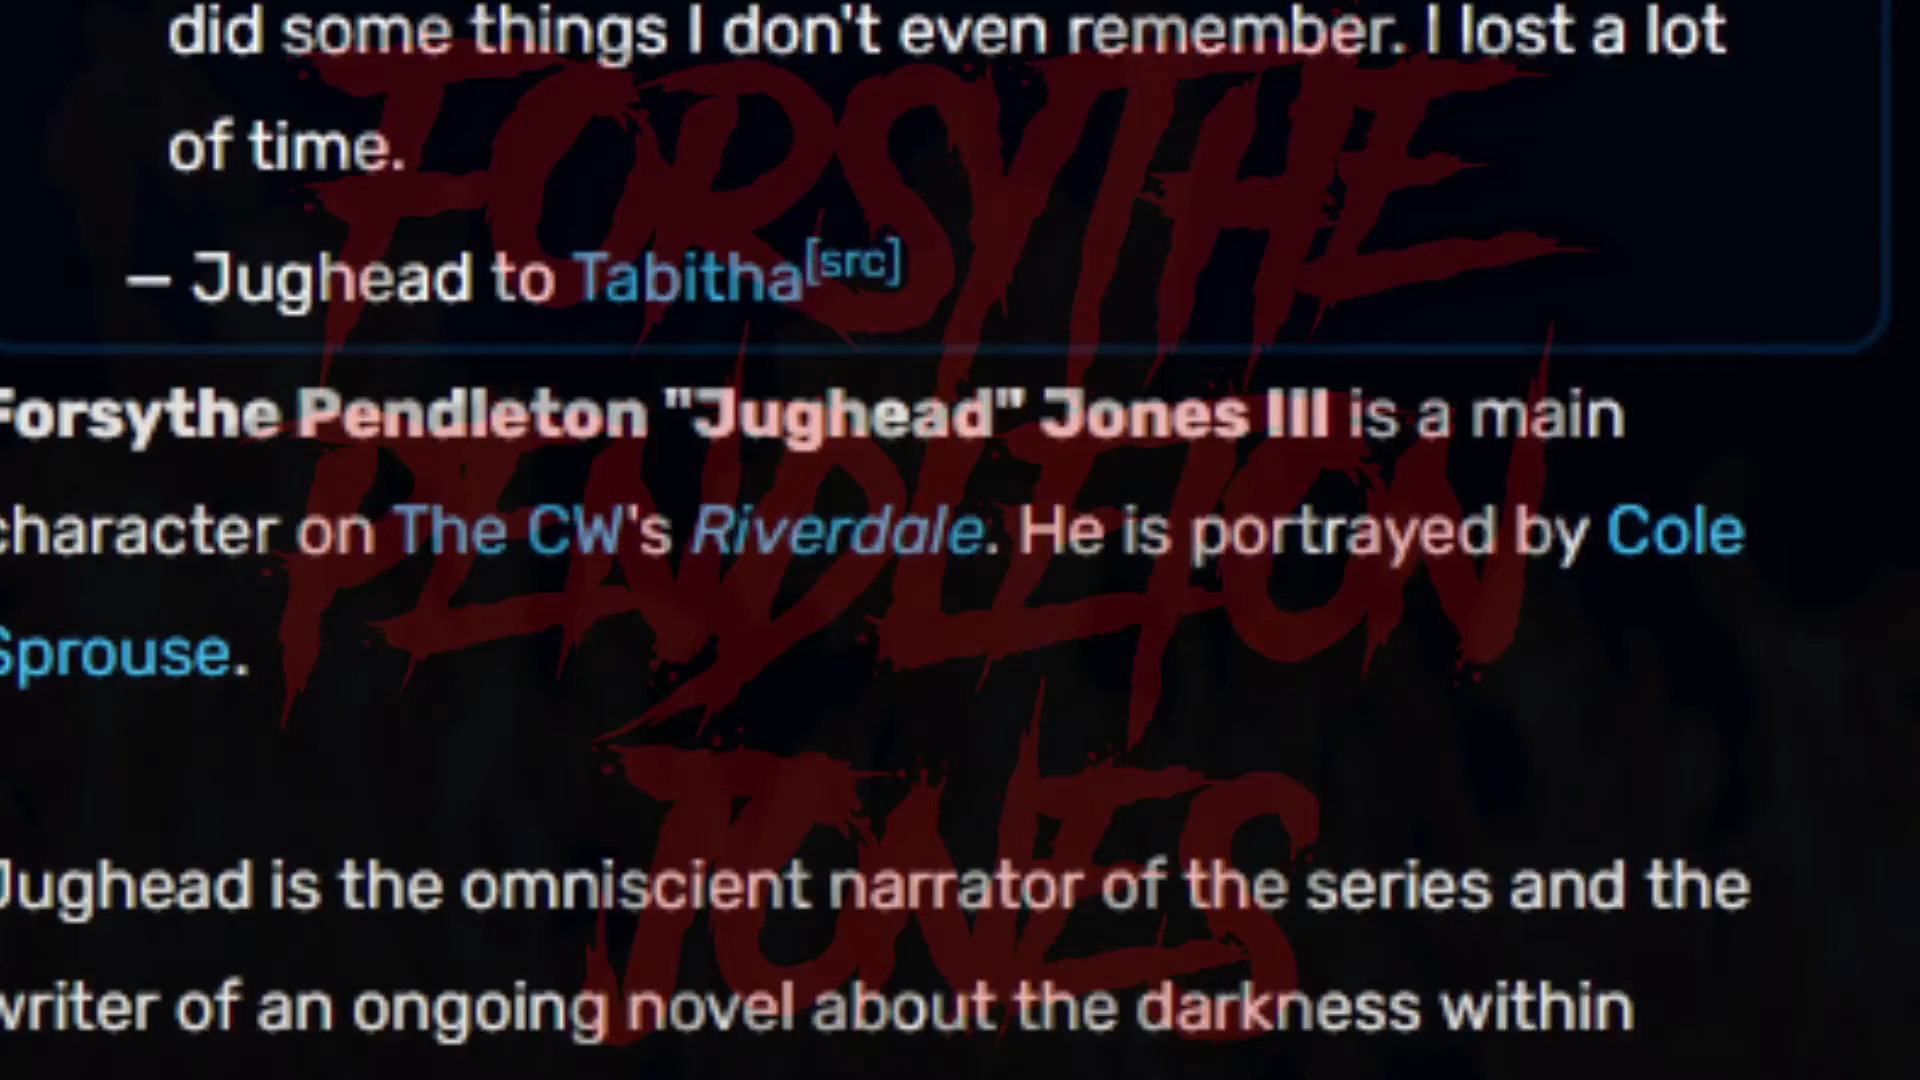 did some things I don't even remember. I lost a lot
of time.
— Jughead to Tabitha[src]
Forsythe Pendleton "Jughead" Jones III is a main
character on The CW's Riverdale. He is portrayed by Cole
Sprouse.
Jughead is the omniscient narrator of the series and the
writer of an ongoing novel about the darkness within
FORSYTHE
PENDLETON
JONES